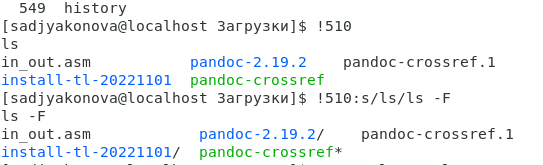 549  history
[sadjyakonova@localhost Загрузки]$ !510
ls
in_out.asm           pandoc-2.19.2    pandoc-crossref.1
install-tl-20221101  pandoc-crossref
[sadjyakonova@localhost Загрузки]$ !510:s/ls/ls -F
ls -F
in_out.asm            pandoc-2.19.2/    pandoc-crossref.1
install-tl-20221101/  pandoc-crossref*